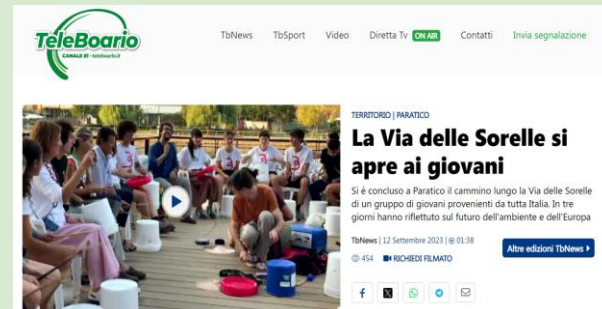 TeleBoario
CANALE 81 - teleboario.it
TbNews TbSport Video Diretta Tv ON AIR Contatti Invia segnalazione
TERRITORIO | PARATICO
La Via delle Sorelle si
apre ai giovani
Si è concluso a Paratico il cammino lungo la Via delle Sorelle
di un gruppo di giovani provenienti da tutta Italia. In tre
giorni hanno riflettuto sul futuro dell'ambiente e dell'Europa
TbNews | 12 Settembre 2023 | 01:38
454 RICHIEDI FILMATO
Altre edizioni TbNews